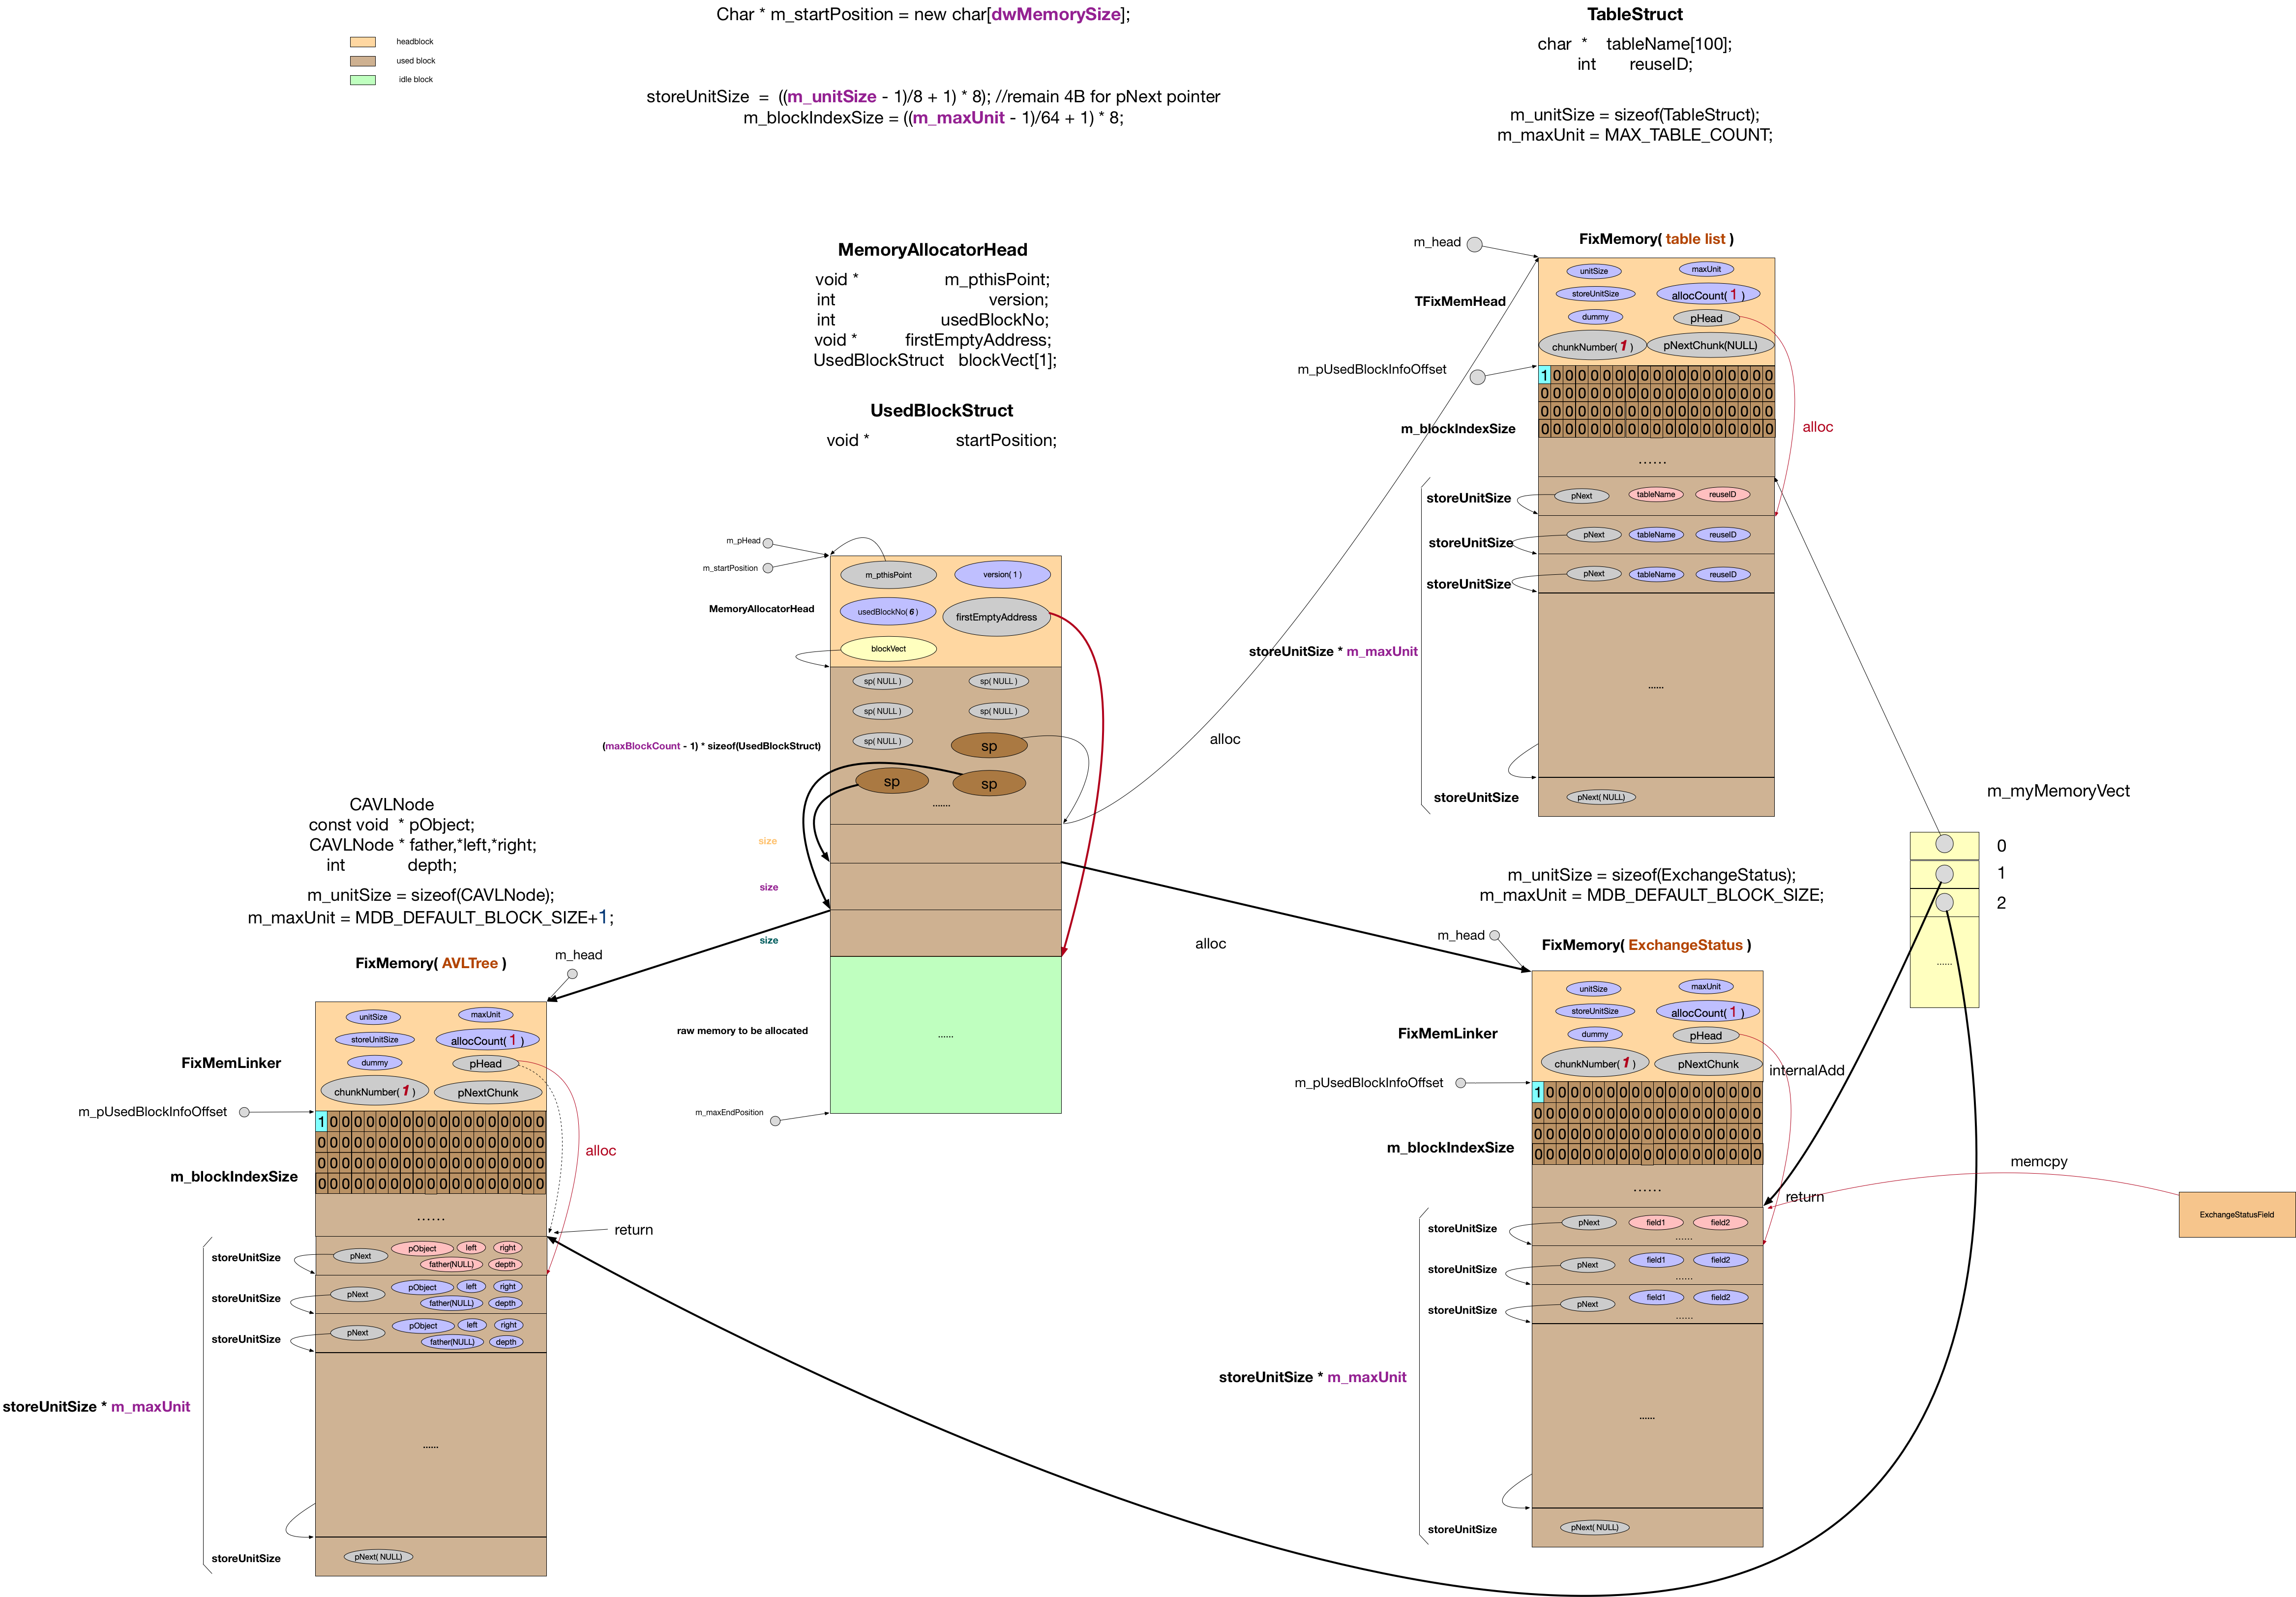 Char * m_startPosition = new char[dwMemorySize];
headblock
used block
idle block
storeUnitSize = ((m_unitSize - 1)/8 + 1) * 8); //remain 4B for pNext pointer
m_blockIndexSize = ((m_maxUnit - 1)/64 + 1) * 8;
TableStruct
char * tableName[100];
int reuseID;
m_unitSize = sizeof(TableStruct);
m_maxUnit = MAX_TABLE_COUNT;
MemoryAllocatorHead
void * m_pthisPoint;
int version;
int usedBlockNo;
void * firstEmptyAddress;
UsedBlockStruct blockVect[1];
UsedBlockStruct
void * startPosition;
m_pHead
m_startPosition
MemoryAllocatorHead
m_pthisPoint
version( 1 )
usedBlockNo( 6 )
firstEmptyAddress
blockVect
sp( NULL )
sp( NULL )
sp( NULL )
sp( NULL )
(maxBlockCount - 1) * sizeof(UsedBlockStruct)
sp( NULL )
sp
sp
sp
.......
size
size
size
raw memory to be allocated
......
m_maxEndPosition
alloc
alloc
m_head
FixMemory( table list )
TFixMemHead
unitSize
maxUnit
storeUnitSize
allocCount( 1 )
dummy
pHead
chunkNumber( 1 )
pNextChunk(NULL)
m_pUsedBlockInfoOffset
1 0 0 0 0 0 0 0 0 0 0 0 0 0 0 0 0 0 0
0 0 0 0 0 0 0 0 0 0 0 0 0 0 0 0 0 0 0
0 0 0 0 0 0 0 0 0 0 0 0 0 0 0 0 0 0 0
m_blockIndexSize
0 0 0 0 0 0 0 0 0 0 0 0 0 0 0 0 0 0 0
alloc
......
storeUnitSize
pNext
tableName
reuseID
storeUnitSize
pNext
tableName
reuseID
storeUnitSize
pNext
tableName
reuseID
storeUnitSize * m_maxUnit
......
storeUnitSize
pNext( NULL)
m_myMemoryVect
0
1
2
......
CAVLNode
const void * pObject;
CAVLNode * father,*left,*right;
int depth;
m_unitSize = sizeof(CAVLNode);
m_maxUnit = MDB_DEFAULT_BLOCK_SIZE+1;
FixMemory( AVLTree )
m_head
FixMemLinker
unitSize
maxUnit
storeUnitSize
allocCount( 1 )
dummy
pHead
chunkNumber( 1 )
pNextChunk
m_pUsedBlockInfoOffset
1 0 0 0 0 0 0 0 0 0 0 0 0 0 0 0 0 0 0
0 0 0 0 0 0 0 0 0 0 0 0 0 0 0 0 0 0 0
0 0 0 0 0 0 0 0 0 0 0 0 0 0 0 0 0 0 0
m_blockIndexSize
0 0 0 0 0 0 0 0 0 0 0 0 0 0 0 0 0 0 0
alloc
......
return
storeUnitSize
pNext
pObject
left
right
father(NULL)
depth
storeUnitSize
pNext
pObject
left
right
father(NULL)
depth
storeUnitSize
pNext
pObject
left
right
father(NULL)
depth
storeUnitSize * m_maxUnit
......
storeUnitSize
pNext( NULL)
m_unitSize = sizeof(ExchangeStatus);
m_maxUnit = MDB_DEFAULT_BLOCK_SIZE;
m_head
FixMemory( ExchangeStatus )
FixMemLinker
unitSize
maxUnit
storeUnitSize
allocCount( 1 )
dummy
pHead
chunkNumber( 1 )
pNextChunk
internalAdd
m_pUsedBlockInfoOffset
1 0 0 0 0 0 0 0 0 0 0 0 0 0 0 0 0 0 0
0 0 0 0 0 0 0 0 0 0 0 0 0 0 0 0 0 0 0
0 0 0 0 0 0 0 0 0 0 0 0 0 0 0 0 0 0 0
m_blockIndexSize
0 0 0 0 0 0 0 0 0 0 0 0 0 0 0 0 0 0 0
......
memcpy
return
ExchangeStatusField
storeUnitSize
pNext
field1
field2
......
storeUnitSize
pNext
field1
field2
......
storeUnitSize
pNext
field1
field2
......
storeUnitSize * m_maxUnit
......
storeUnitSize
pNext( NULL)